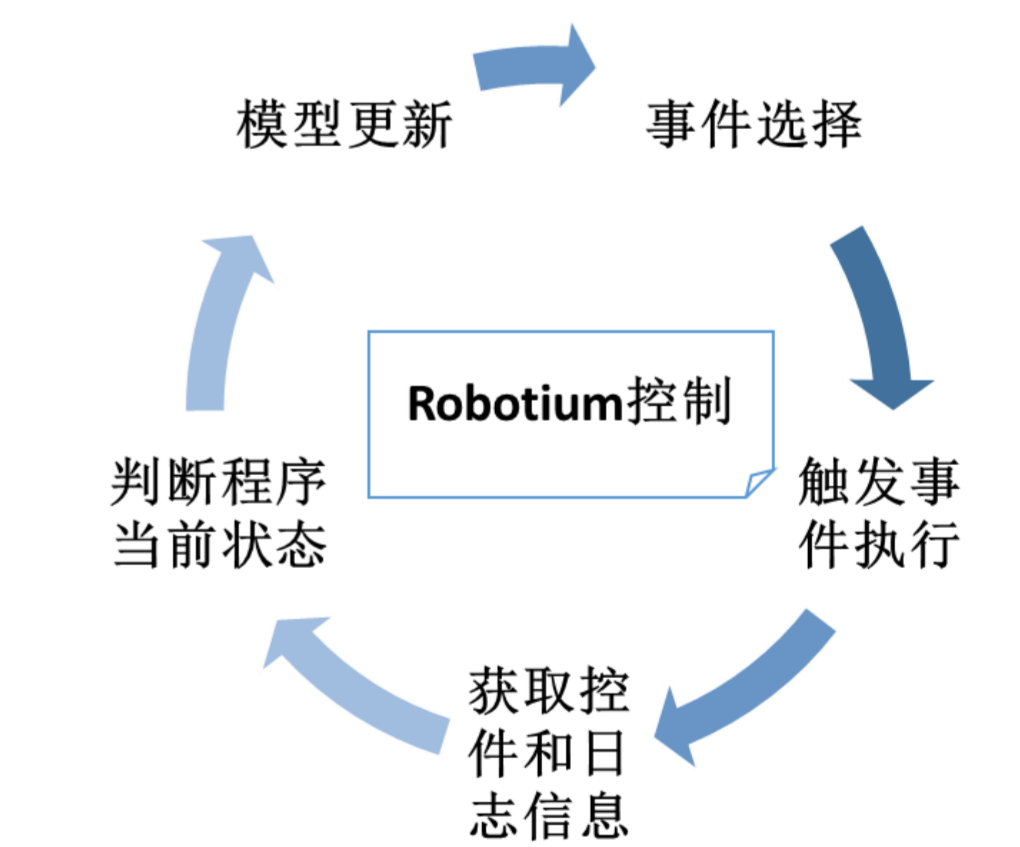 模型更新
事件选择
Robotium控制
触发事
件执行
获取控
件和日
志信息
判断程序
当前状态